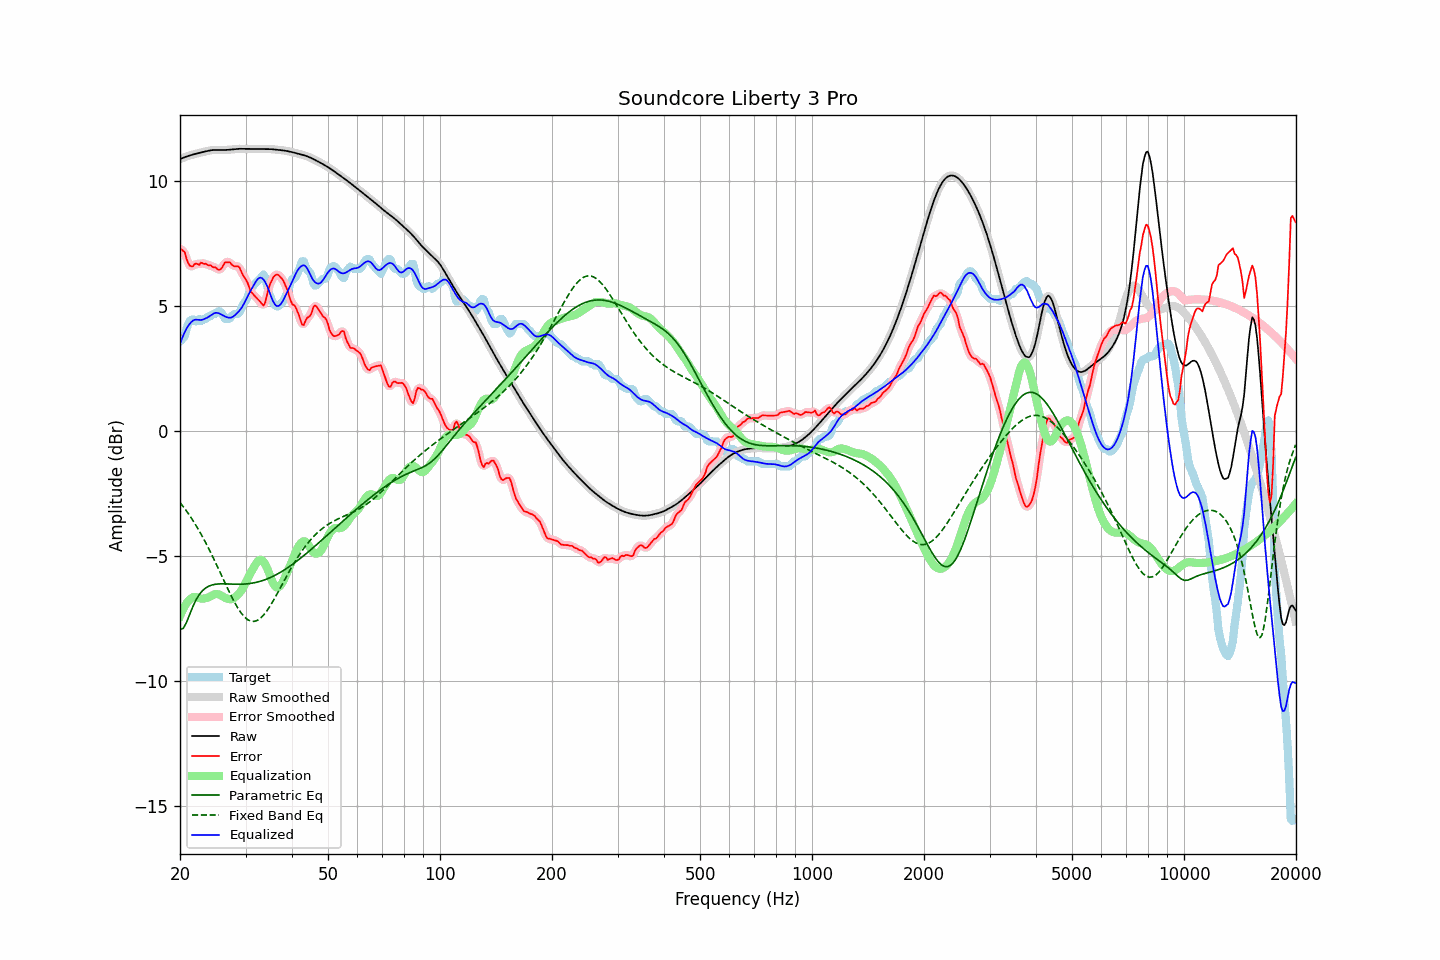 Soundcore Liberty 3 Pro
Amplitude (dBr)
10
5
0
−5
−10
−15
Target
Raw Smoothed
Error Smoothed
Raw
Error
Equalization
Parametric Eq
Fixed Band Eq
Equalized
20 50 100 200 500 1000 2000 5000 10000 20000
Frequency (Hz)